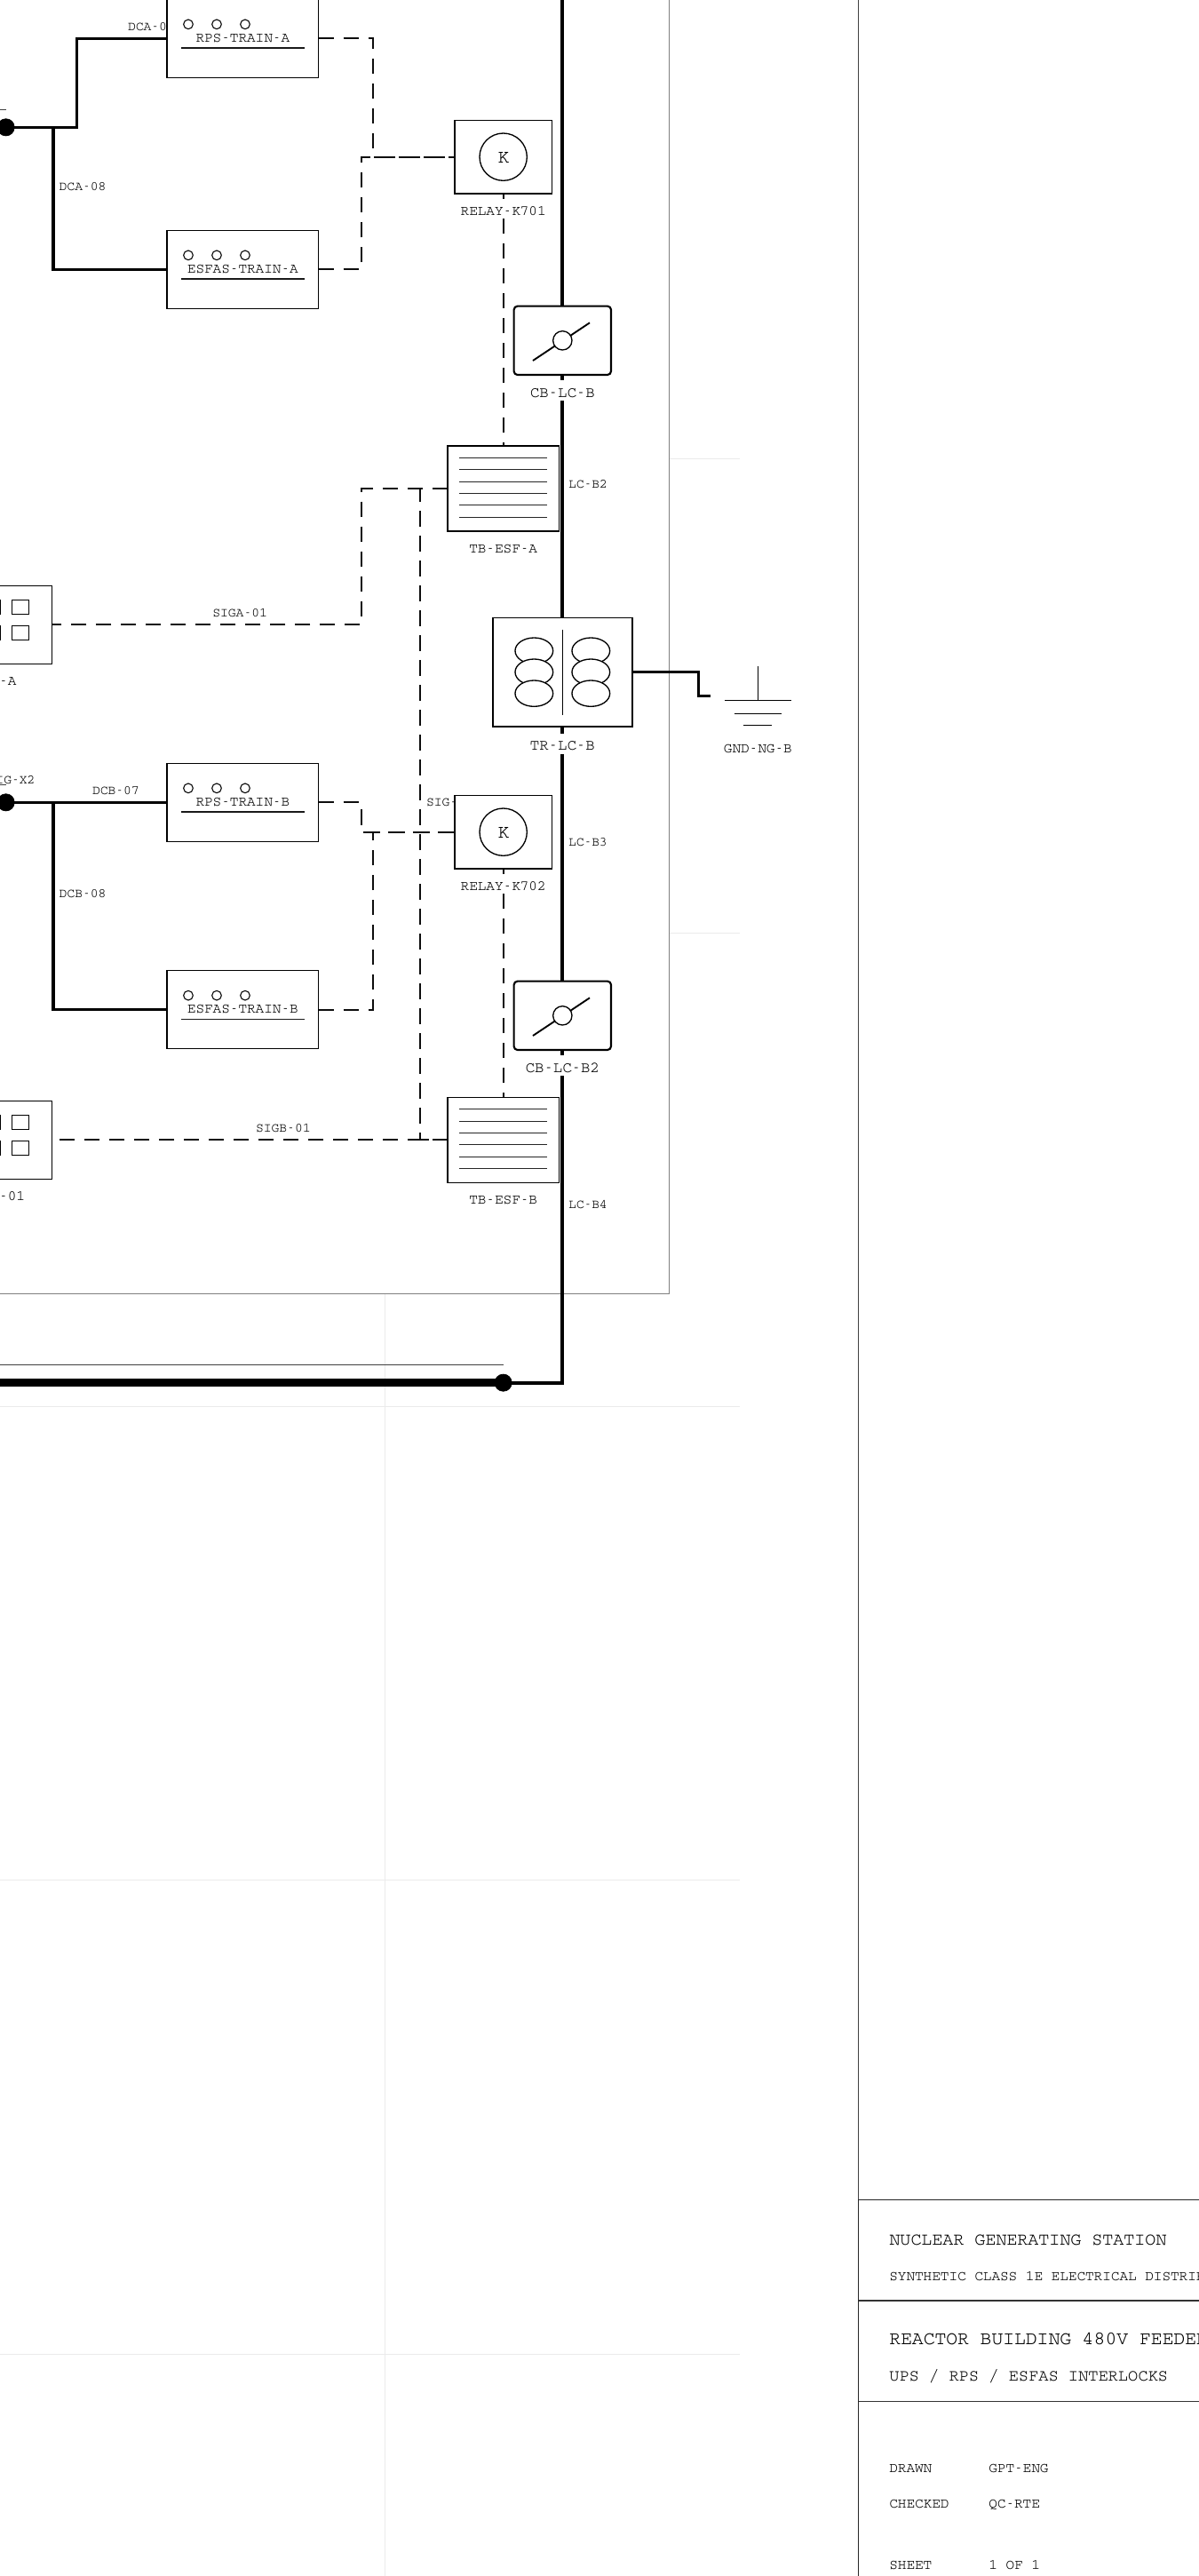 DCA-0
RPS-TRAIN-A
K
DCA-08
RELAY-K701
ESFAS-TRAIN-A
CB-LC-B
LC-B2
TB-ESF-A
SIGA-01
-A
TR-LC-B
GND-NG-B
IG-X2
DCB-07
RPS-TRAIN-B
SIG-
K
LC-B3
DCB-08
RELAY-K702
ESFAS-TRAIN-B
CB-LC-B2
SIGB-01
-01
TB-ESF-B
LC-B4
NUCLEAR GENERATING STATION
SYNTHETIC CLASS 1E ELECTRICAL DISTRI
REACTOR BUILDING 480V FEEDER
UPS / RPS / ESFAS INTERLOCKS
DRAWN GPT-ENG
CHECKED QC-RTE
SHEET 1 OF 1